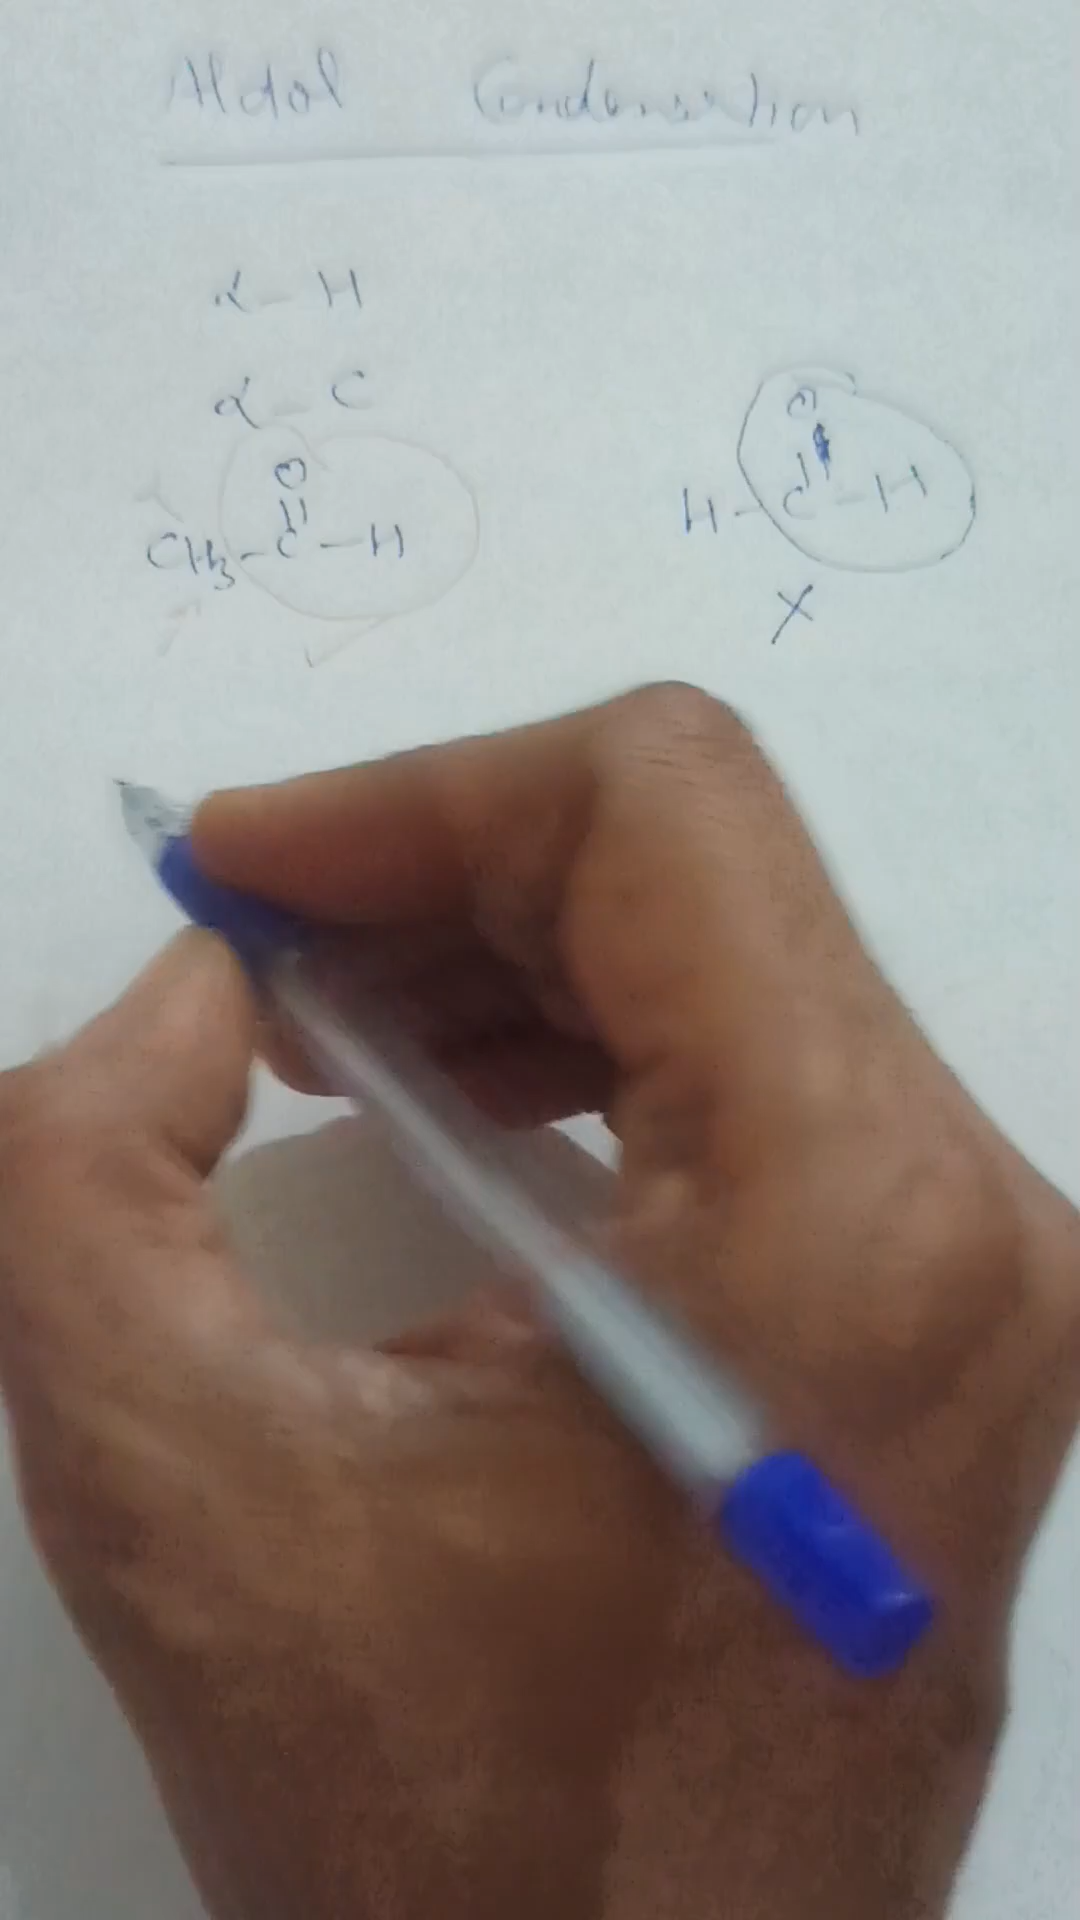 Aldol Condensation
α - H
α - C
O O
|| ||
CH3 - C - H H - C - H
X